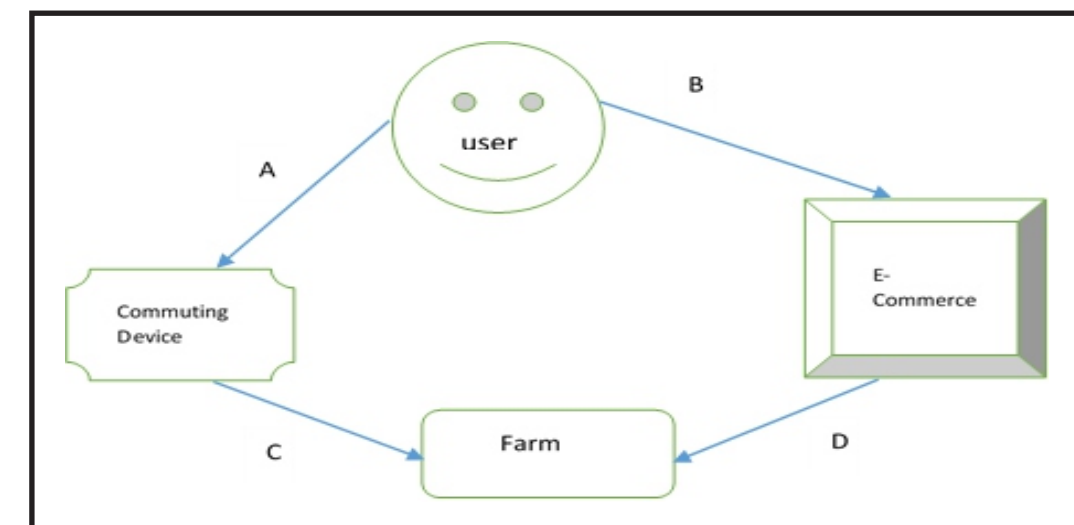 B
user
A
E-
Commerce
Commuting
Device
Farm
C
D